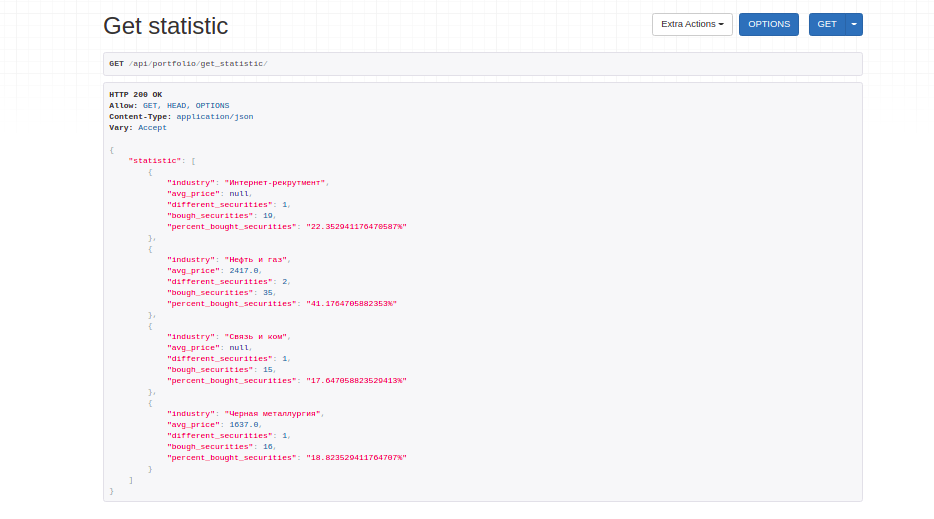 Get statistic
Extra Actions
OPTIONS
GET
GET /api/portfolio/get_statistic/
HTTP 200 OK
Allow: GET, HEAD, OPTIONS
Content-Type: application/json
Vary: Accept
{
"statistic": [
{
"industry": "Интернет-рекрутмент",
"avg_price": null,
"different_securities": 1,
"bough_securities": 19,
"percent_bought_securities": "22.352941176470587%"
},
{
"industry": "Нефть и газ",
"avg_price": 2417.0,
"different_securities": 2,
"bough_securities": 35,
"percent_bought_securities": "41.1764705882353%"
},
{
"industry": "Связь и ком",
"avg_price": null,
"different_securities": 1,
"bough_securities": 15,
"percent_bought_securities": "17.647058823529413%"
},
{
"industry": "Черная металлургия",
"avg_price": 1637.0,
"different_securities": 1,
"bough_securities": 16,
"percent_bought_securities": "18.823529411764707%"
}
]
}